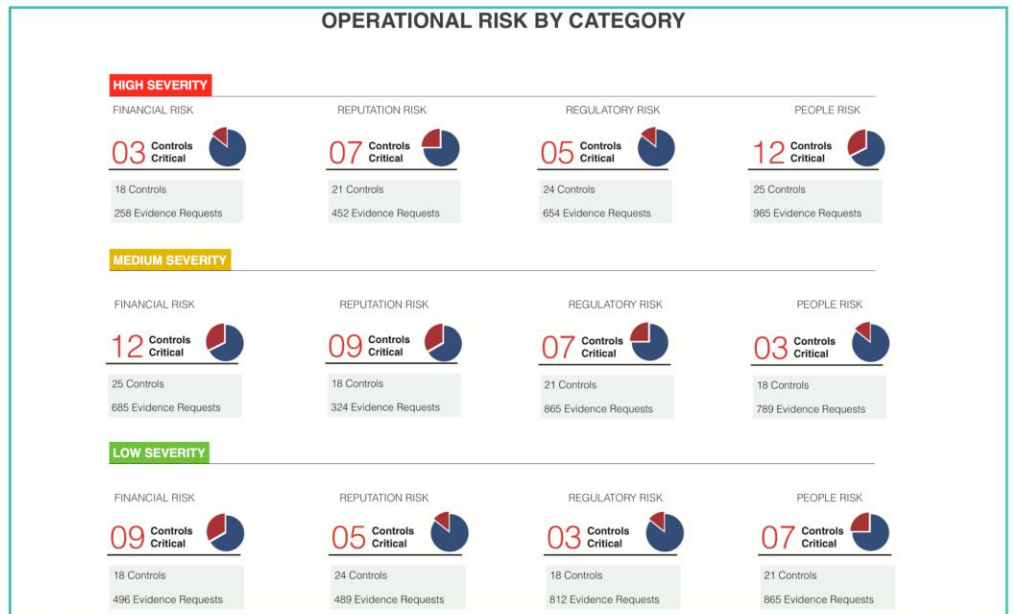 OPERATIONAL RISK BY CATEGORY
HIGH SEVERITY
FINANCIAL RISK
03 Controls Critical
18 Controls
258 Evidence Requests
REPUTATION RISK
07 Controls Critical
21 Controls
452 Evidence Requests
REGULATORY RISK
05 Controls Critical
24 Controls
654 Evidence Requests
PEOPLE RISK
12 Controls Critical
25 Controls
985 Evidence Requests
MEDIUM SEVERITY
FINANCIAL RISK
12 Controls Critical
25 Controls
685 Evidence Requests
REPUTATION RISK
09 Controls Critical
18 Controls
324 Evidence Requests
REGULATORY RISK
07 Controls Critical
21 Controls
865 Evidence Requests
PEOPLE RISK
03 Controls Critical
18 Controls
789 Evidence Requests
LOW SEVERITY
FINANCIAL RISK
09 Controls Critical
18 Controls
496 Evidence Requests
REPUTATION RISK
05 Controls Critical
24 Controls
489 Evidence Requests
REGULATORY RISK
03 Controls Critical
18 Controls
812 Evidence Requests
PEOPLE RISK
07 Controls Critical
21 Controls
865 Evidence Requests